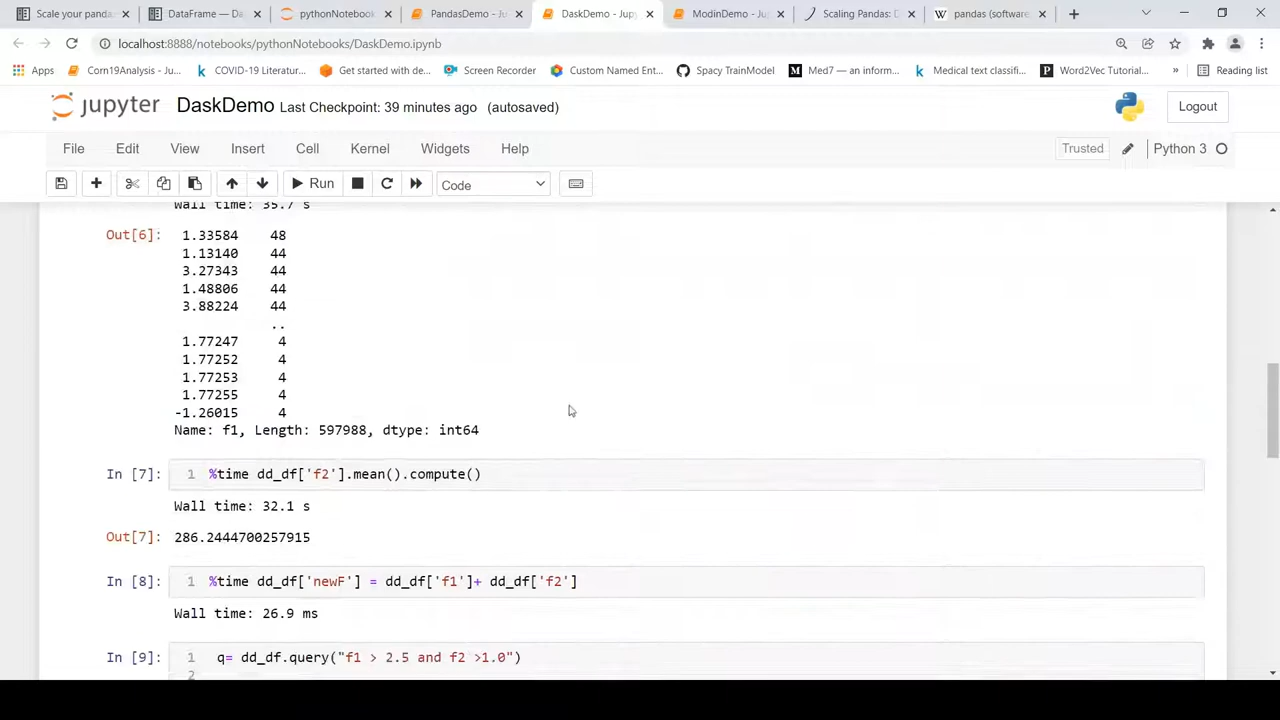 Scale your panda
DataFrame — Da
pythonNotebook
PandasDemo - Ju
DaskDemo - Jup
ModinDemo - Ju
Scaling Pandas: D
W pandas (software
localhost:8888/notebooks/pythonNotebooks/DaskDemo.ipynb
Apps
Corn19Analysis - Ju...
COVID-19 Literatur...
Get started with de...
Screen Recorder
Custom Named Ent...
Spacy TrainModel
Med7 — an inform...
Medical text classifi...
Word2Vec Tutorial...
»
Reading list
jupyter DaskDemo Last Checkpoint: 39 minutes ago (autosaved)
Logout
File Edit View Insert Cell Kernel Widgets Help
Trusted
Python 3
Run
Code
Wall time: 35.7 s
Out[6]: 1.33584 48
1.13140 44
3.27343 44
1.48806 44
3.88224 44
..
1.77247 4
1.77252 4
1.77253 4
1.77255 4
-1.26015 4
Name: f1, Length: 597988, dtype: int64
In [7]: 1 %time dd_df['f2'].mean().compute()
Wall time: 32.1 s
Out[7]: 286.2444700257915
In [8]: 1 %time dd_df['newF'] = dd_df['f1']+ dd_df['f2']
Wall time: 26.9 ms
In [9]: 1 q= dd_df.query("f1 > 2.5 and f2 >1.0")
2